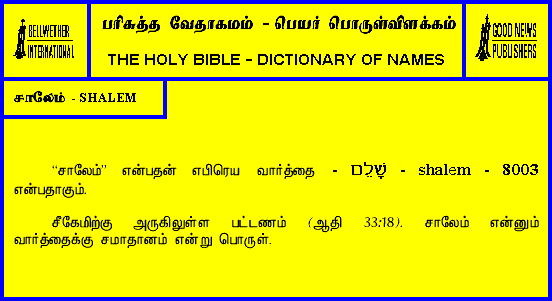 BELLWETHER
INTERNATIONAL
பரிசுத்த வேதாகமம் - பெயர் பொருள்விளக்கம்
THE HOLY BIBLE - DICTIONARY OF NAMES
GOOD NEWS
PUBLISHERS
சாலேம் - SHALEM
“சாலேம்” என்பதன் எபிரெய வார்த்தை - שָׁלֵם - shalem - 8003
என்பதாகும்.
சீகேமிற்கு அருகிலுள்ள பட்டணம் (ஆதி 33:18). சாலேம் என்னும்
வார்த்தைக்கு சமாதானம் என்று பொருள்.